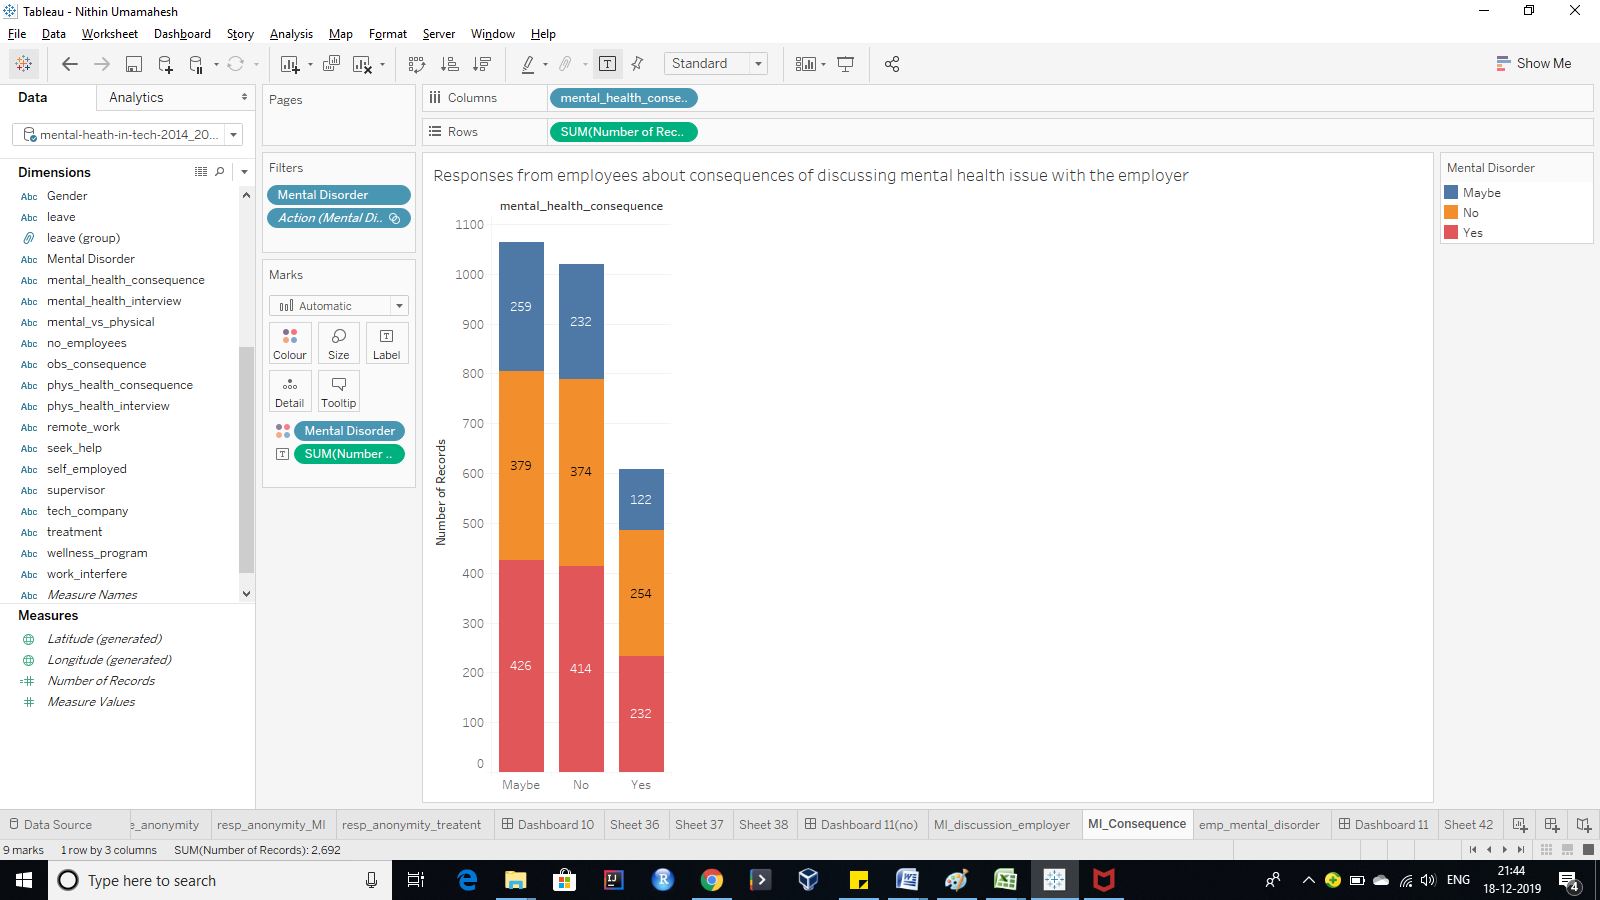 Tableau - Nithin Umamahesh
File Data Worksheet Dashboard Story Analysis Map Format Server Window Help
Standard
Show Me
Data Analytics
mental-heath-in-tech-2014_20...
Dimensions
Abc Gender
Abc leave
leave (group)
Abc Mental Disorder
Abc mental_health_consequence
Abc mental_health_interview
Abc mental_vs_physical
Abc no_employees
Abc obs_consequence
Abc phys_health_consequence
Abc phys_health_interview
Abc remote_work
Abc seek_help
Abc self_employed
Abc supervisor
Abc tech_company
Abc treatment
Abc wellness_program
Abc work_interfere
Abc Measure Names
Measures
Latitude (generated)
Longitude (generated)
=# Number of Records
# Measure Values
Pages
Filters
Mental Disorder
Action (Mental Di..
Marks
Automatic
Colour Size Label
Detail Tooltip
Mental Disorder
SUM(Number ..
Columns mental_health_conse..
Rows SUM(Number of Rec..
Responses from employees about consequences of discussing mental health issue with the employer
mental_health_consequence
Number of Records
1100
1000
900
800
700
600
500
400
300
200
100
0
259 232 122
379 374 254
426 414 232
Maybe No Yes
Mental Disorder
Maybe
No
Yes
Data Source e_anonymity resp_anonymity_MI resp_anonymity_treatent Dashboard 10 Sheet 36 Sheet 37 Sheet 38 Dashboard 11(no) MI_discussion_employer MI_Consequence emp_mental_disorder Dashboard 11 Sheet 42
9 marks 1 row by 3 columns SUM(Number of Records): 2,692
Type here to search
ENG
21:44
18-12-2019
4